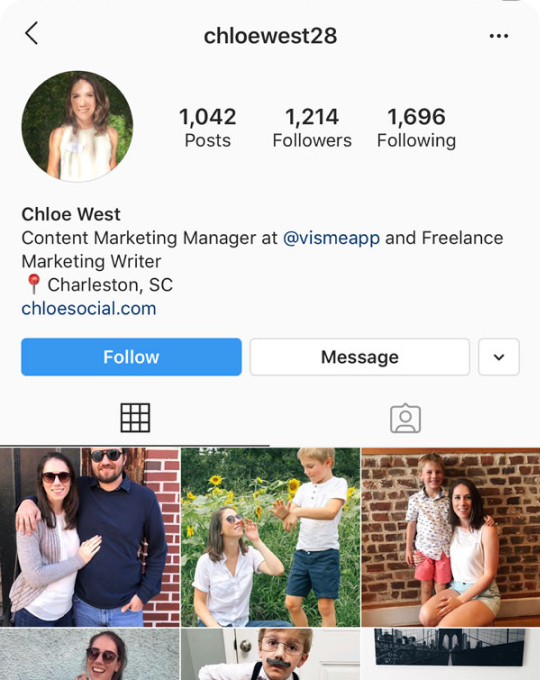 chloewest28
1,042 1,214 1,696
Posts Followers Following
Chloe West
Content Marketing Manager at @vismeapp and Freelance
Marketing Writer
📍 Charleston, SC
chloesocial.com
Follow Message